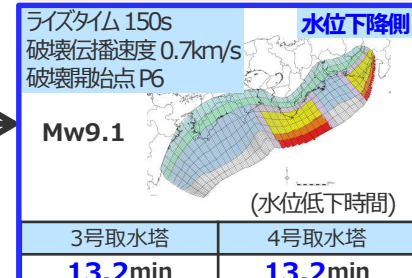 ライズタイム 150s
水位下降側
破壊伝播速度 0.7km/s
破壊開始点 P6
Mw9.1
(水位低下時間)
3号取水塔 4号取水塔
13.2min 13.2min